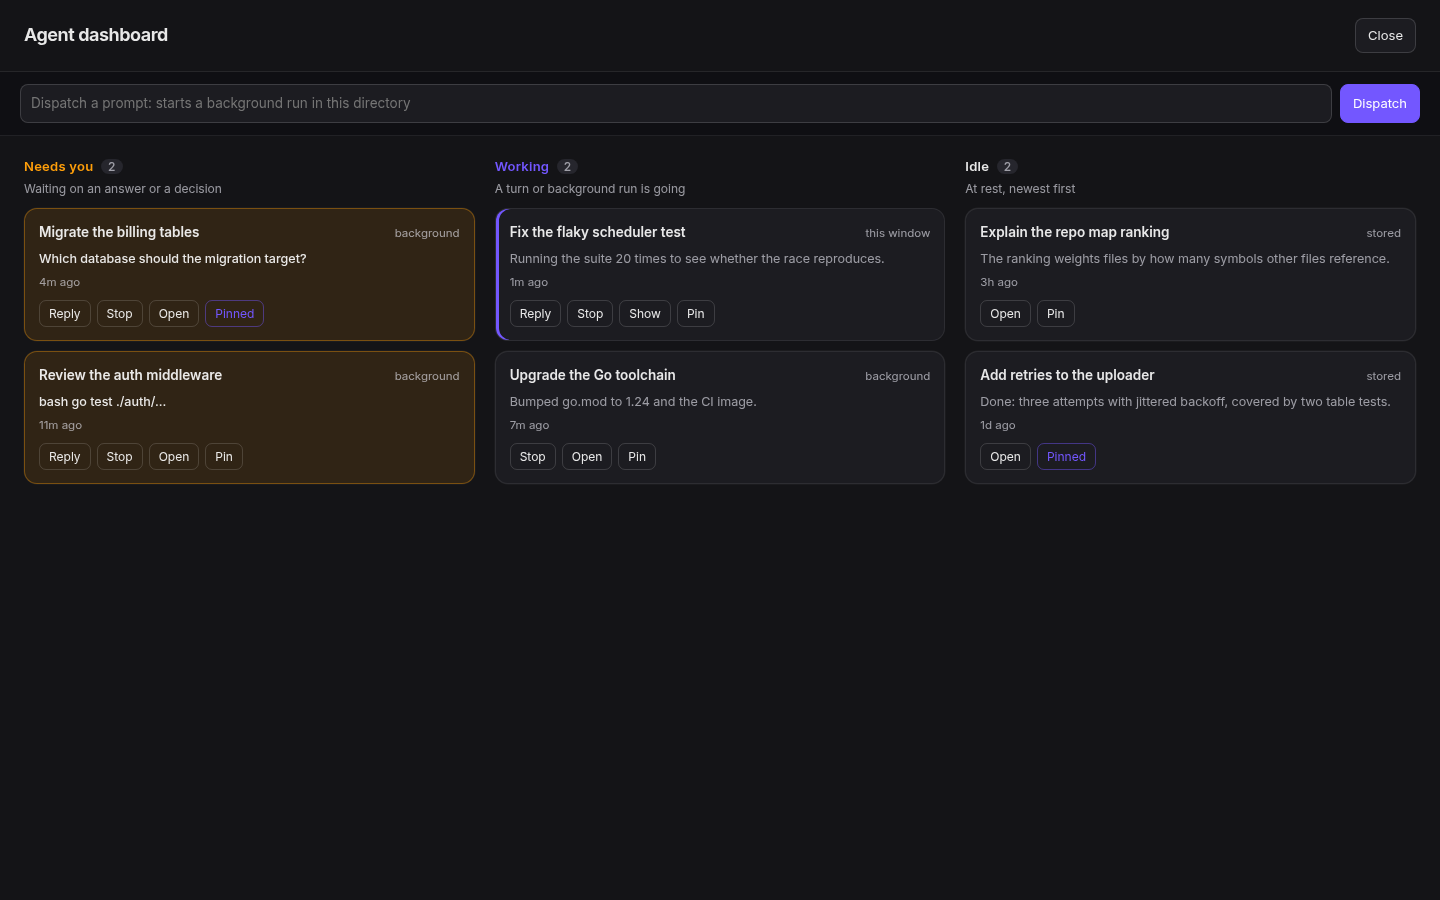 Agent dashboard
Close
Dispatch a prompt: starts a background run in this directory
Dispatch
Needs you 2
Waiting on an answer or a decision
Migrate the billing tables background
Which database should the migration target?
4m ago
Reply Stop Open Pinned
Review the auth middleware background
bash go test ./auth/...
11m ago
Reply Stop Open Pin
Working 2
A turn or background run is going
Fix the flaky scheduler test this window
Running the suite 20 times to see whether the race reproduces.
1m ago
Reply Stop Show Pin
Upgrade the Go toolchain background
Bumped go.mod to 1.24 and the CI image.
7m ago
Stop Open Pin
Idle 2
At rest, newest first
Explain the repo map ranking stored
The ranking weights files by how many symbols other files reference.
3h ago
Open Pin
Add retries to the uploader stored
Done: three attempts with jittered backoff, covered by two table tests.
1d ago
Open Pinned